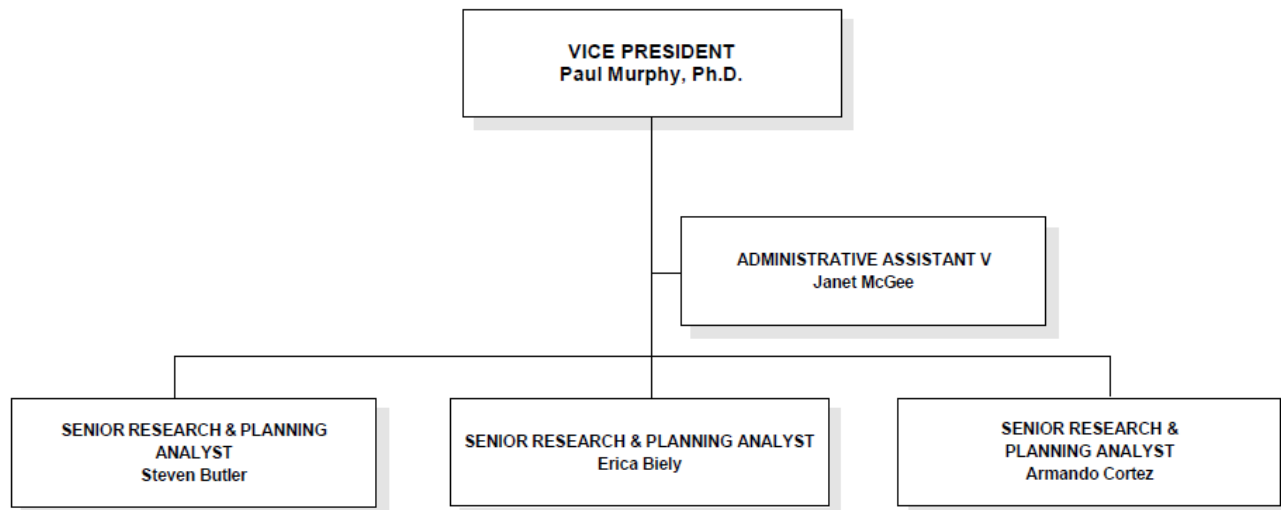 VICE PRESIDENT
Paul Murphy, Ph.D.
ADMINISTRATIVE ASSISTANT V
Janet McGee
SENIOR RESEARCH & PLANNING
ANALYST
Steven Butler
SENIOR RESEARCH & PLANNING ANALYST
Erica Biely
SENIOR RESEARCH &
PLANNING ANALYST
Armando Cortez